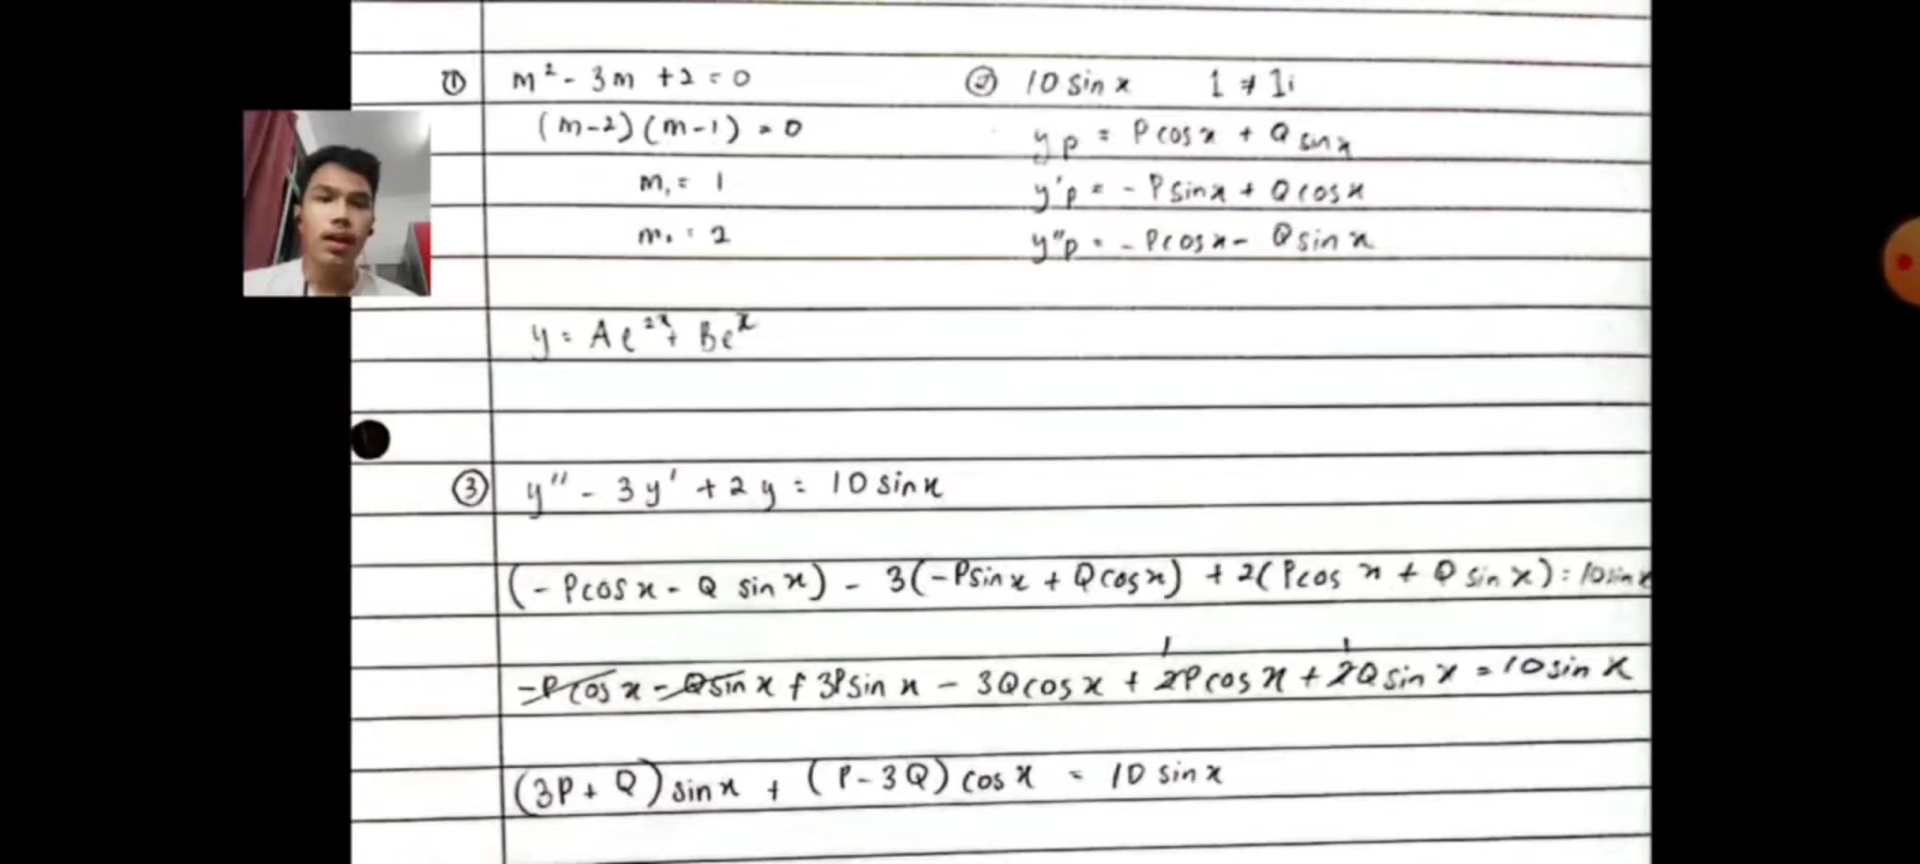 ① m² - 3m + 2 = 0
(m-2)(m-1) = 0
m₁ = 1
m₂ = 2
y = Ae²ˣ + Beˣ
② 10 sin x 1 ≠ 1i
yp = P cos x + Q sin x
y'p = - P sin x + Q cos x
y"p = - P cos x - Q sin x
③ y" - 3y' + 2y = 10 sin x
(- P cos x - Q sin x) - 3(-P sin x + Q cos x) + 2(P cos x + Q sin x) = 10 sin x
-P cos x - Q sin x + 3P sin x - 3Q cos x + 2P cos x + 2Q sin x = 10 sin x
(3P + Q) sin x + (P - 3Q) cos x = 10 sin x